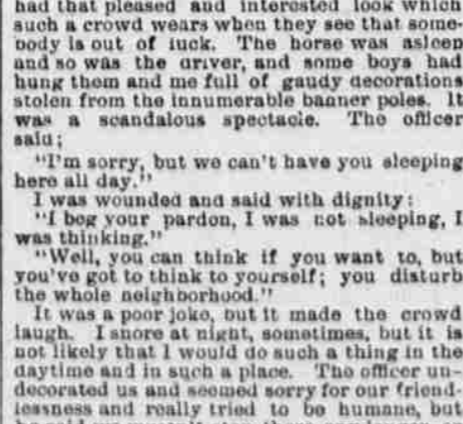 had that pleased and interested look which
such a crowd wears when they see that some-
body is out of luck. The horse was asleep
and so was the driver, and some boys had
hung them and me full of gaudy decorations
stolen from the innumerable banner poles. It
was a scandalous spectacle. The officer
said;
"I'm sorry, but we can't have you sleeping
here all day."
I was wounded and said with dignity:
"I beg your pardon, I was not sleeping, I
was thinking."
"Well, you can think if you want to, but
you've got to think to yourself; you disturb
the whole neighborhood."
It was a poor joke, but it made the crowd
laugh. I snore at night, sometimes, but it is
not likely that I would do such a thing in the
daytime and in such a place. The officer un-
decorated us and seemed sorry for our friend-
lessness and really tried to be humane, but